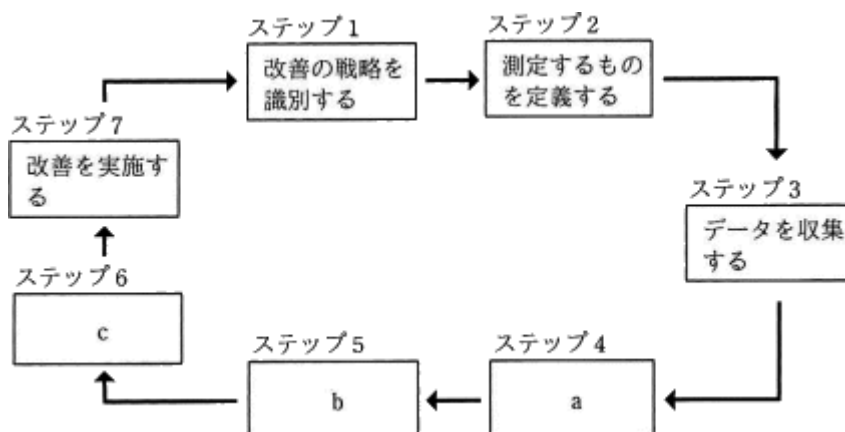 ステップ1
改善の戦略を
識別する
ステップ2
測定するもの
を定義する
ステップ3
データを収集
する
ステップ4
a
ステップ5
b
ステップ6
c
ステップ7
改善を実施す
る